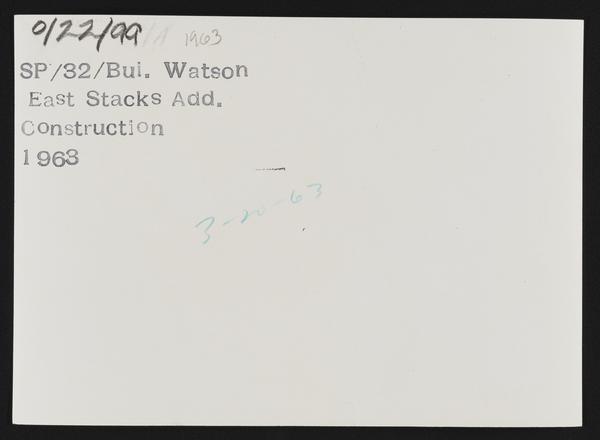 0/22/99 1963
SP/32/Bui. Watson
East Stacks Add.
Construction
1963
3-20-63